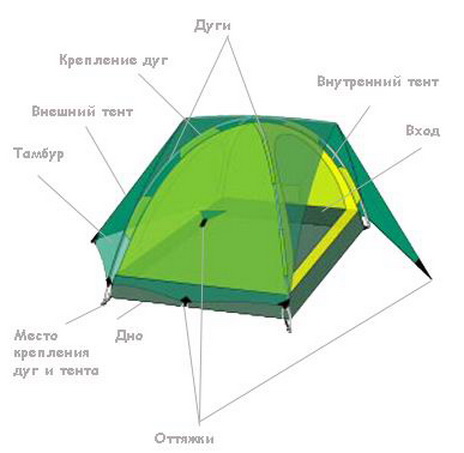 Дуги
Крепление дуг
Внутренний тент
Внешний тент
Вход
Тамбур
Место
крепления
дуг и тента
Дно
Оттяжки